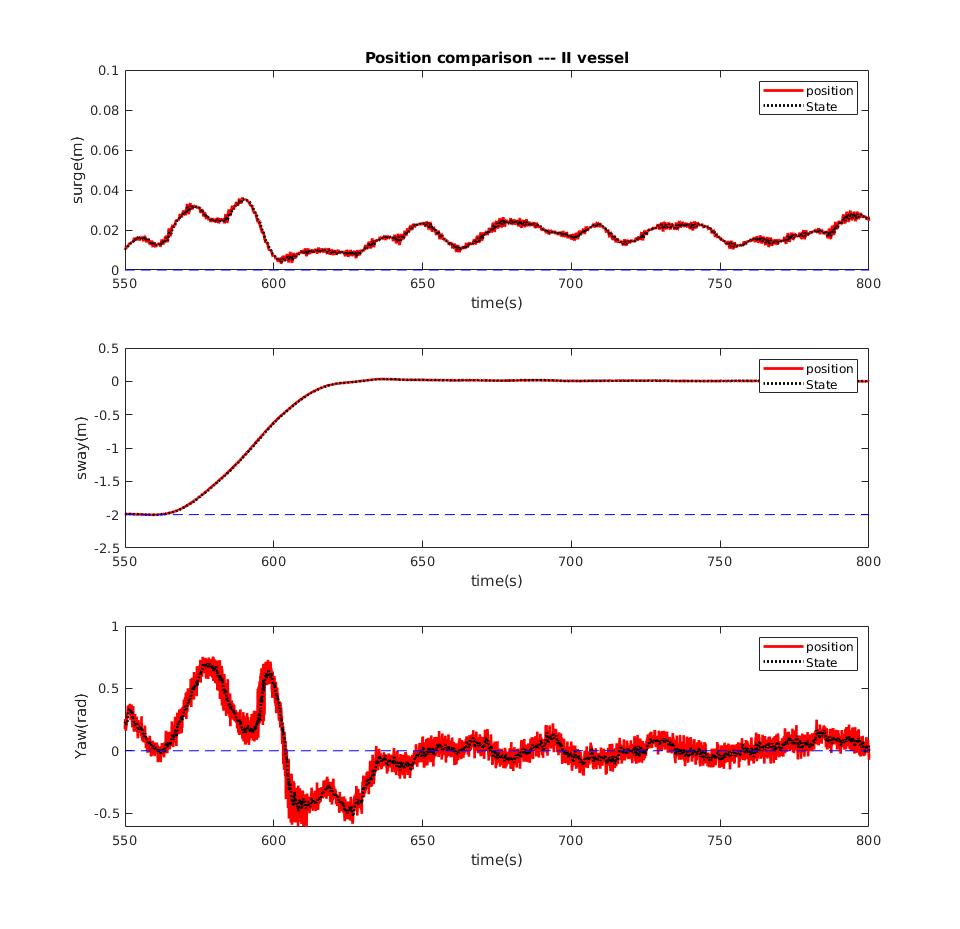 Position comparison --- II vessel
0.1
0.08
0.06
0.04
0.02
0
surge(m)
position
State
550 600 650 700 750 800
time(s)
0.5
0
-0.5
-1
-1.5
-2
-2.5
sway(m)
position
State
550 600 650 700 750 800
time(s)
1
0.5
0
-0.5
Yaw(rad)
position
State
550 600 650 700 750 800
time(s)